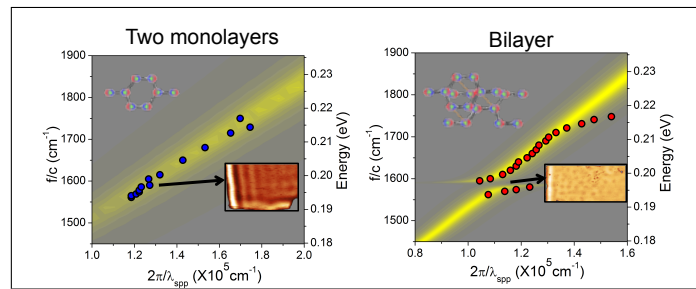 Two monolayers
Bilayer
1900
1800
1700
1600
1500
f/c (cm⁻¹)
0.23
0.22
0.21
0.20
0.19
0.18
Energy (eV)
1.0 1.2 1.4 1.6 1.8 2.0
2π/λspp (X10⁵cm⁻¹)
1900
1800
1700
1600
1500
f/c (cm⁻¹)
0.23
0.22
0.21
0.20
0.19
0.18
Energy (eV)
0.8 1.0 1.2 1.4 1.6
2π/λspp (X10⁵cm⁻¹)